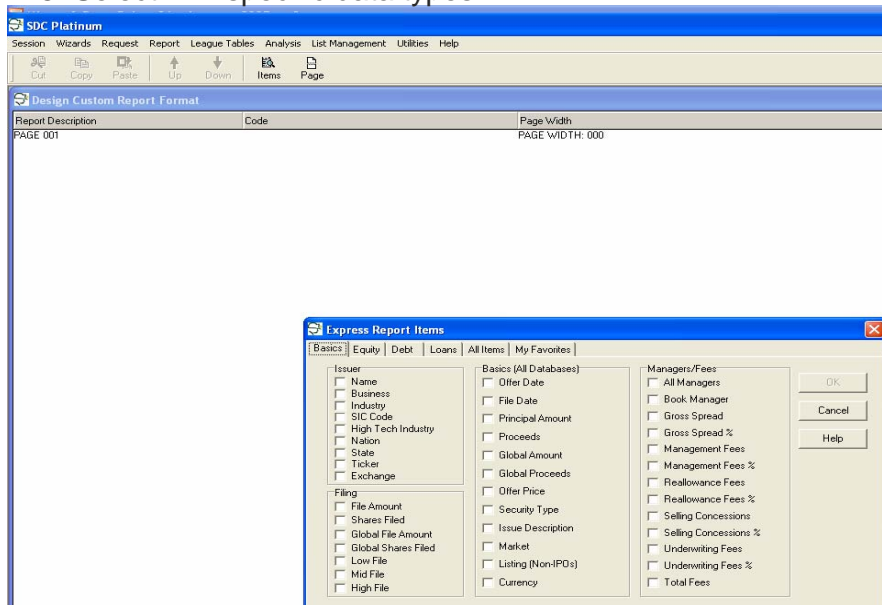 SDC Platinum
Session Wizards Request Report League Tables Analysis List Management Utilities Help
Cut Copy Paste Up Down Items Page
Design Custom Report Format
Report Description Code Page Width
PAGE 001 PAGE WIDTH: 000
Express Report Items
Basics Equity Debt Loans All Items My Favorites
Issuer
Name
Business
Industry
SIC Code
High Tech Industry
Nation
State
Ticker
Exchange
Filing
File Amount
Shares Filed
Global File Amount
Global Shares Filed
Low File
Mid File
High File
Basics (All Databases)
Offer Date
File Date
Principal Amount
Proceeds
Global Amount
Global Proceeds
Offer Price
Security Type
Issue Description
Market
Listing (Non-IPOs)
Currency
Managers/Fees
All Managers
Book Manager
Gross Spread
Gross Spread %
Management Fees
Management Fees %
Reallowance Fees
Reallowance Fees %
Selling Concessions
Selling Concessions %
Underwriting Fees
Underwriting Fees %
Total Fees
OK
Cancel
Help